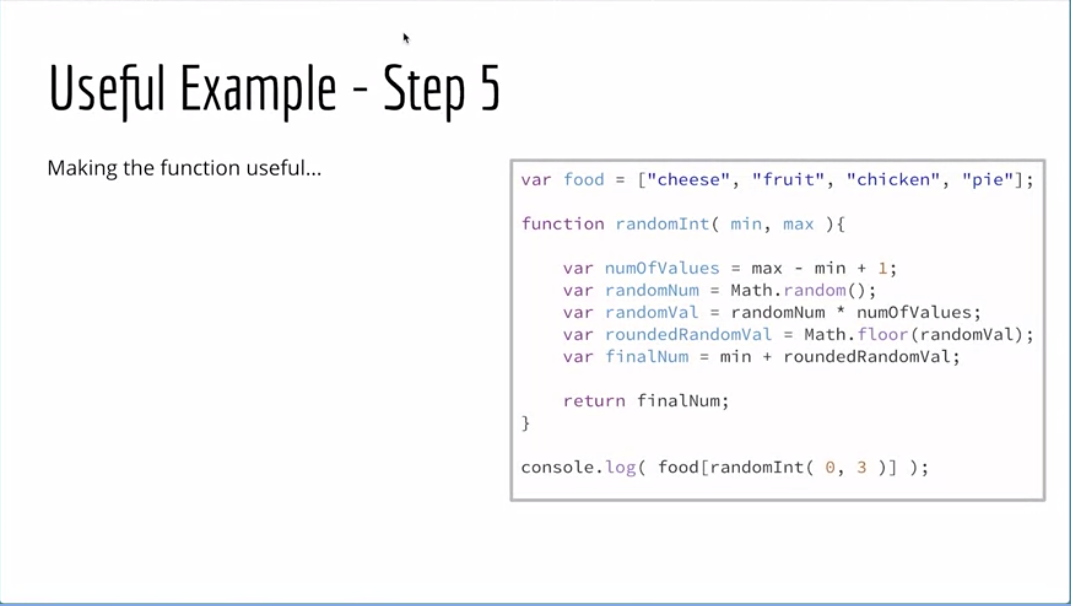 Useful Example - Step 5
Making the function useful...
var food = ["cheese", "fruit", "chicken", "pie"];
function randomInt( min, max ){
var numOfValues = max - min + 1;
var randomNum = Math.random();
var randomVal = randomNum * numOfValues;
var roundedRandomVal = Math.floor(randomVal);
var finalNum = min + roundedRandomVal;
return finalNum;
}
console.log( food[randomInt( 0, 3 )] );